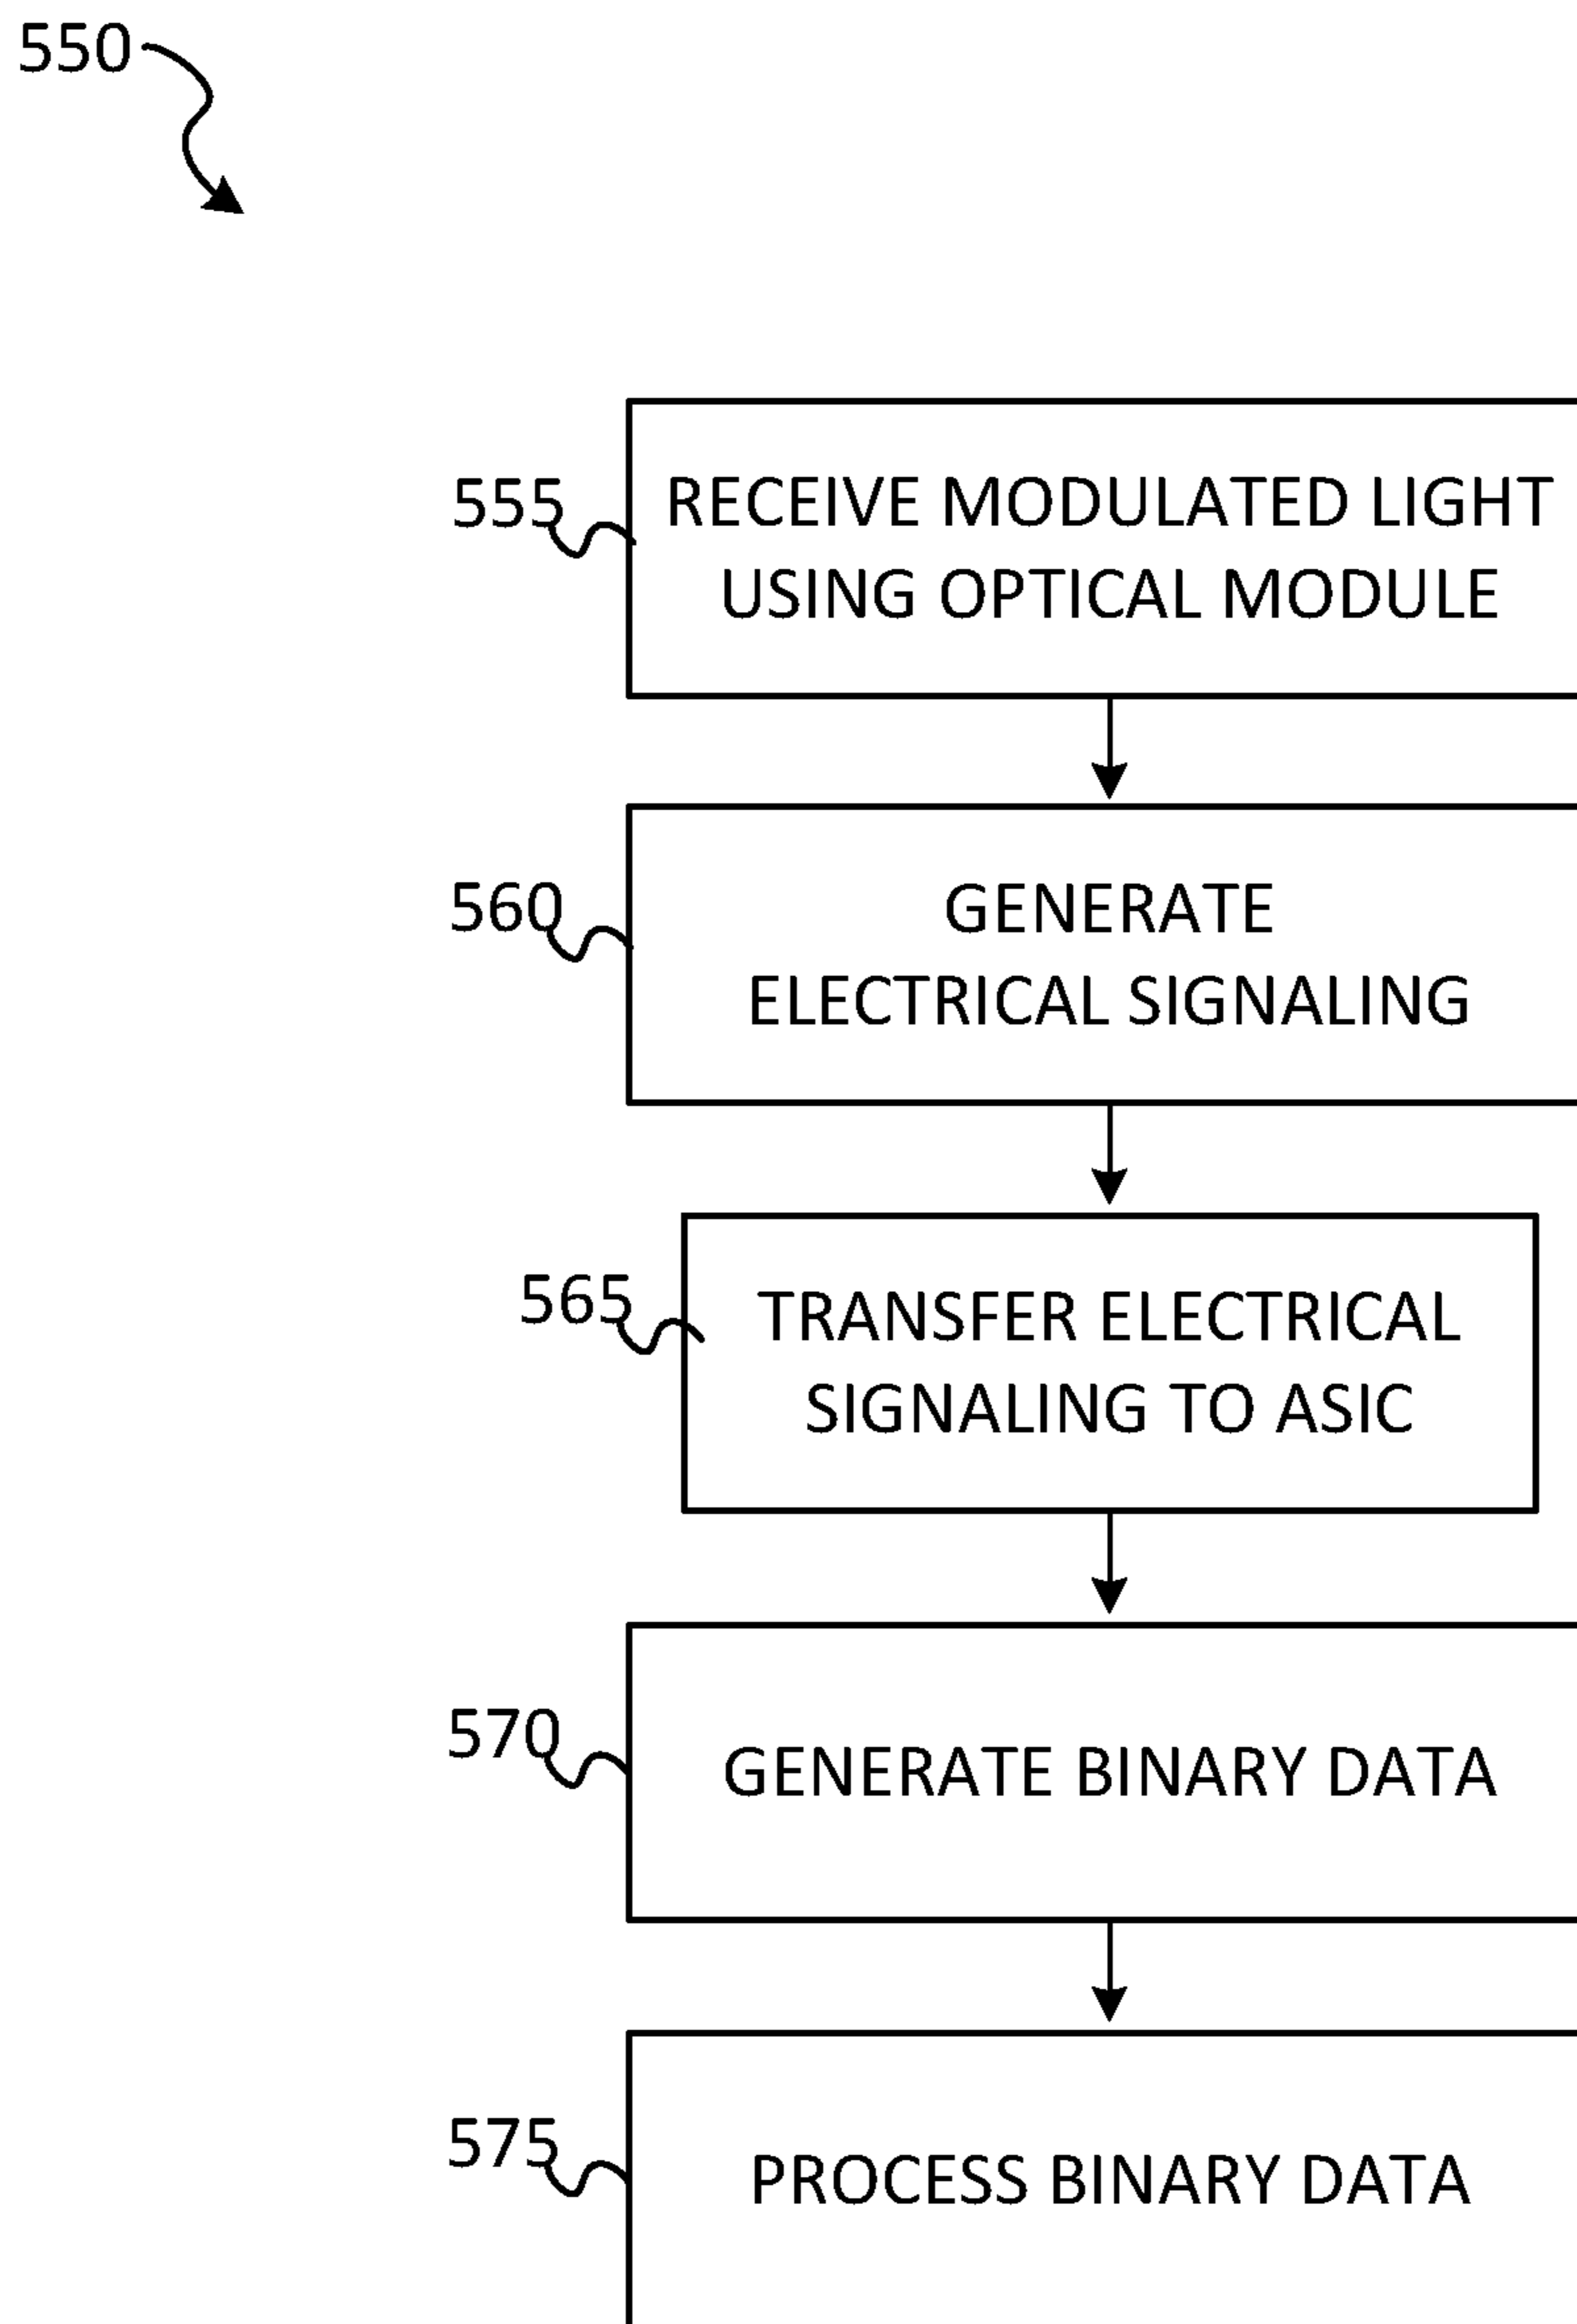 550
555
RECEIVE MODULATED LIGHT
USING OPTICAL MODULE
560
GENERATE
ELECTRICAL SIGNALING
565
TRANSFER ELECTRICAL
SIGNALING TO ASIC
570
GENERATE BINARY DATA
575
PROCESS BINARY DATA